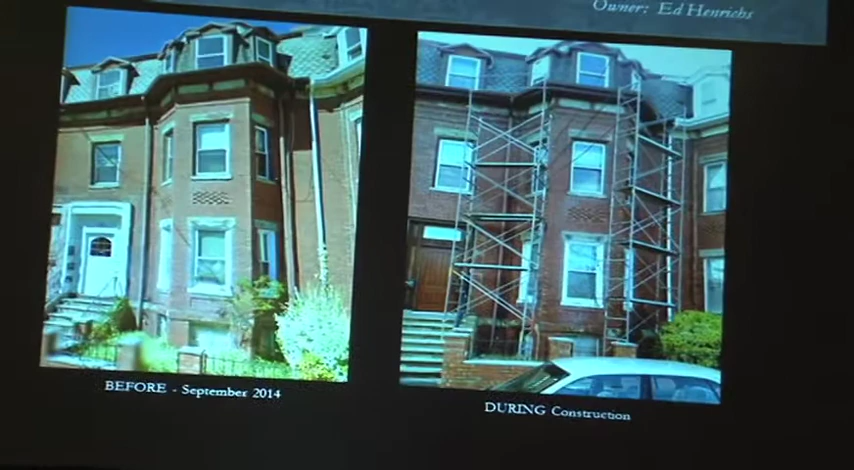 Owner: Ed Henrichs
BEFORE - September 2014
DURING Construction